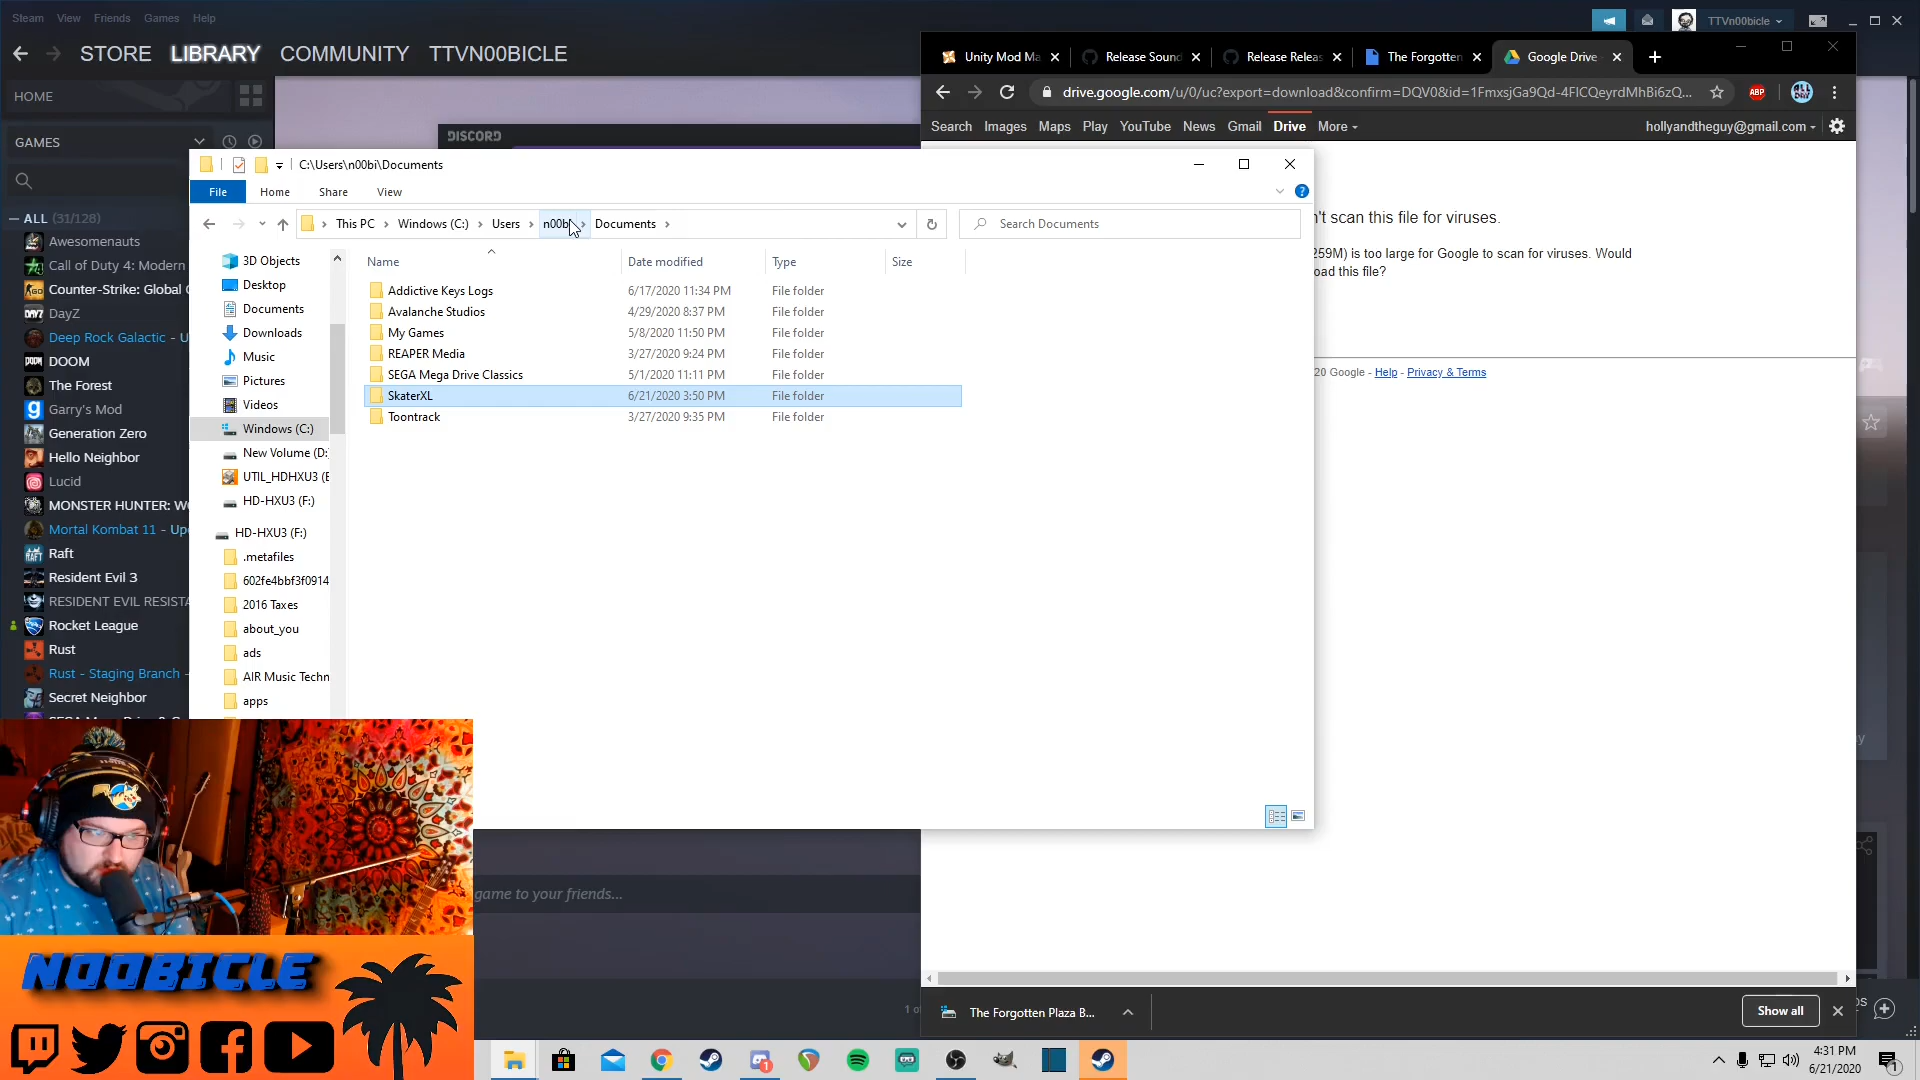 Steam View Friends Games Help
TTVn00bicle
STORE LIBRARY COMMUNITY TTVN00BICLE
HOME
GAMES
ALL (31/128)
Awesomenauts
Call of Duty 4: Modern
Counter-Strike: Global
DayZ
Deep Rock Galactic - U
DOOM
The Forest
Garry's Mod
Generation Zero
Hello Neighbor
Lucid
MONSTER HUNTER: W
Mortal Kombat 11 - Up
Raft
Resident Evil 3
RESIDENT EVIL RESIST
Rocket League
Rust
Rust - Staging Branch -
Secret Neighbor
DISCORD
Unity Mod Ma
Release Sound
Release Releas
The Forgotten
Google Drive
drive.google.com/u/0/uc?export=download&confirm=DQV0&id=1FmxsjGa9Qd-4FlCQeyrdMhBi6zQ...
ABP
Search Images Maps Play YouTube News Gmail Drive More
hollyandtheguy@gmail.com
't scan this file for viruses.
259M) is too large for Google to scan for viruses. Would
oad this file?
20 Google - Help - Privacy & Terms
C:\Users\n00bi\Documents
File Home Share View
This PC Windows (C:) Users n00bi Documents
Search Documents
3D Objects
Desktop
Documents
Downloads
Music
Pictures
Videos
Windows (C:)
New Volume (D:
UTIL_HDHXU3 (E
HD-HXU3 (F:)
HD-HXU3 (F:)
.metafiles
602fe4bbf3f0914
2016 Taxes
about_you
ads
AIR Music Techn
apps
Name Date modified Type Size
Addictive Keys Logs 6/17/2020 11:34 PM File folder
Avalanche Studios 4/29/2020 8:37 PM File folder
My Games 5/8/2020 11:50 PM File folder
REAPER Media 3/27/2020 9:24 PM File folder
SEGA Mega Drive Classics 5/1/2020 11:11 PM File folder
SkaterXL 6/21/2020 3:50 PM File folder
Toontrack 3/27/2020 9:35 PM File folder
game to your friends...
The Forgotten Plaza B...
Show all
NOOBICLE
4:31 PM
6/21/2020